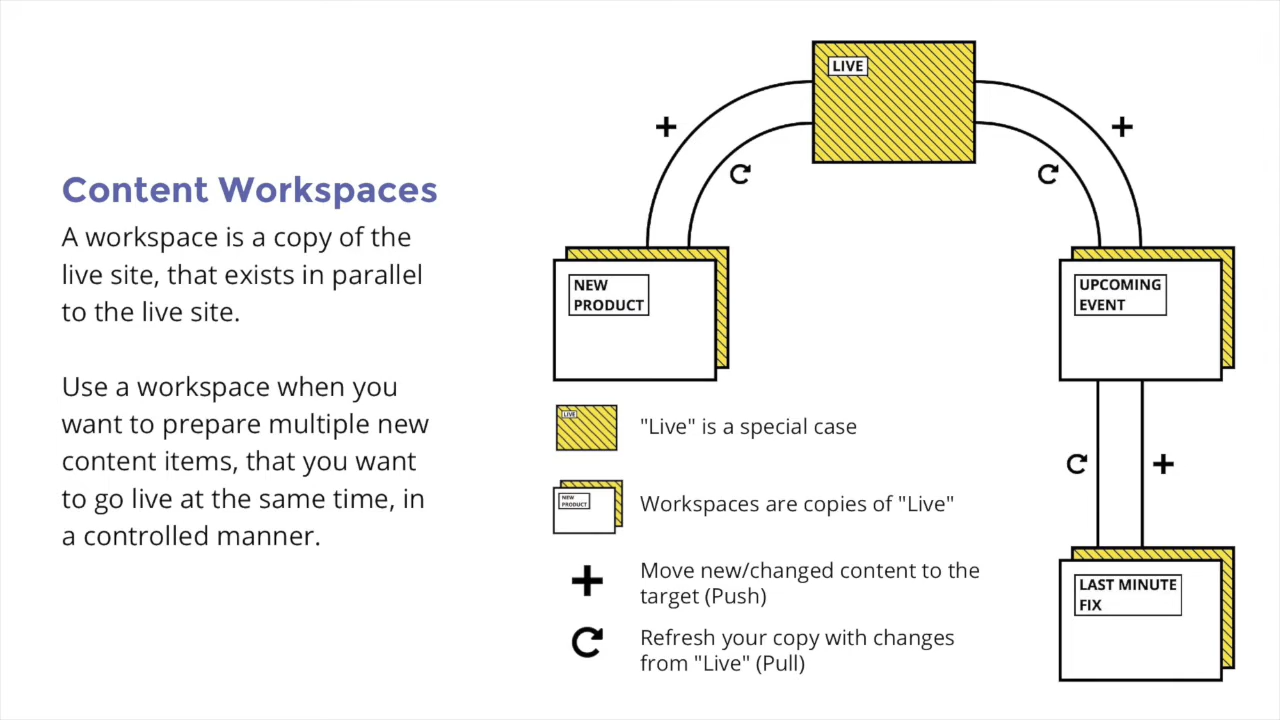 Content Workspaces
A workspace is a copy of the
live site, that exists in parallel
to the live site.
Use a workspace when you
want to prepare multiple new
content items, that you want
to go live at the same time, in
a controlled manner.
LIVE
NEW
PRODUCT
UPCOMING
EVENT
LIVE
"Live" is a special case
NEW
PRODUCT
Workspaces are copies of "Live"
Move new/changed content to the
target (Push)
Refresh your copy with changes
from "Live" (Pull)
LAST MINUTE
FIX